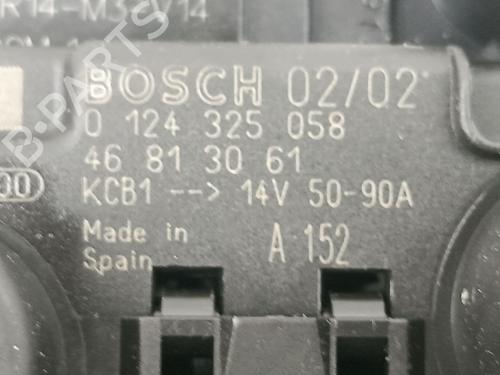 BOSCH 02/02
0 124 325 058
46 81 30 61
KCB1 --> 14V 50-90A
Made in
Spain
A 152